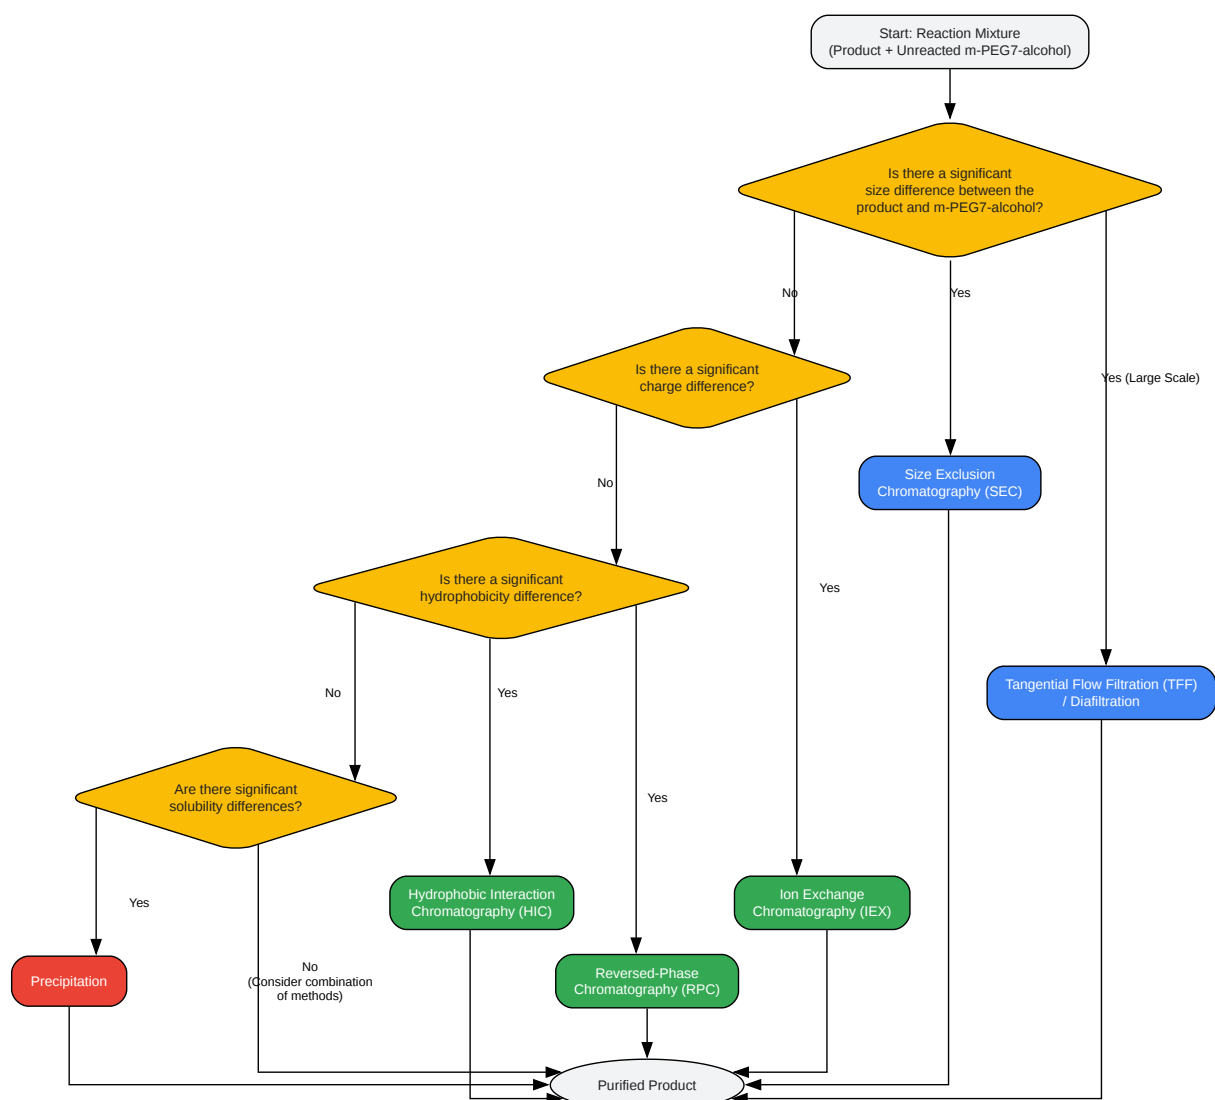 Start: Reaction Mixture
(Product + Unreacted m-PEG7-alcohol)
Is there a significant
size difference between the
product and m-PEG7-alcohol?
No
Yes
Yes (Large Scale)
Is there a significant
charge difference?
Size Exclusion
Chromatography (SEC)
No
Yes
Is there a significant
hydrophobicity difference?
Tangential Flow Filtration (TFF)
/ Diafiltration
No
Yes
Yes
Are there significant
solubility differences?
Yes
No
(Consider combination
of methods)
Hydrophobic Interaction
Chromatography (HIC)
Ion Exchange
Chromatography (IEX)
Precipitation
Reversed-Phase
Chromatography (RPC)
Purified Product